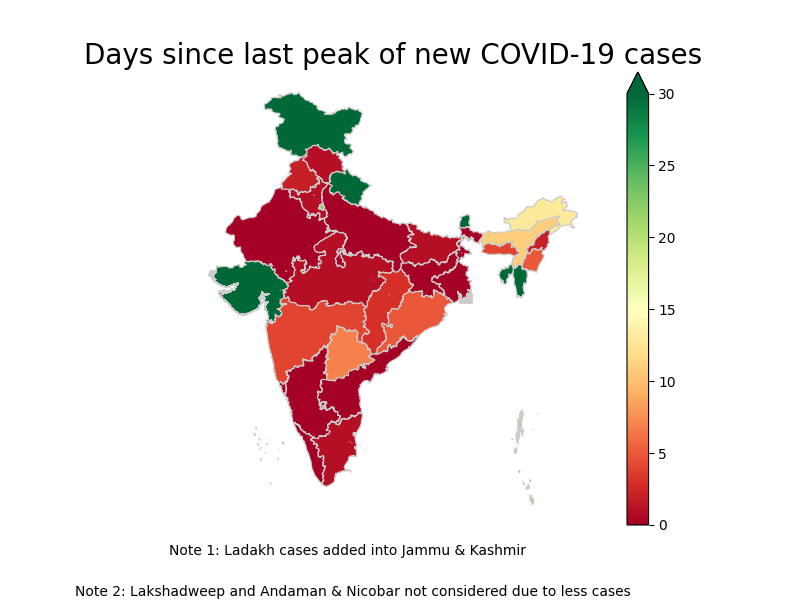 Days since last peak of new COVID-19 cases
30
25
20
15
10
5
0
Note 1: Ladakh cases added into Jammu & Kashmir
Note 2: Lakshadweep and Andaman & Nicobar not considered due to less cases